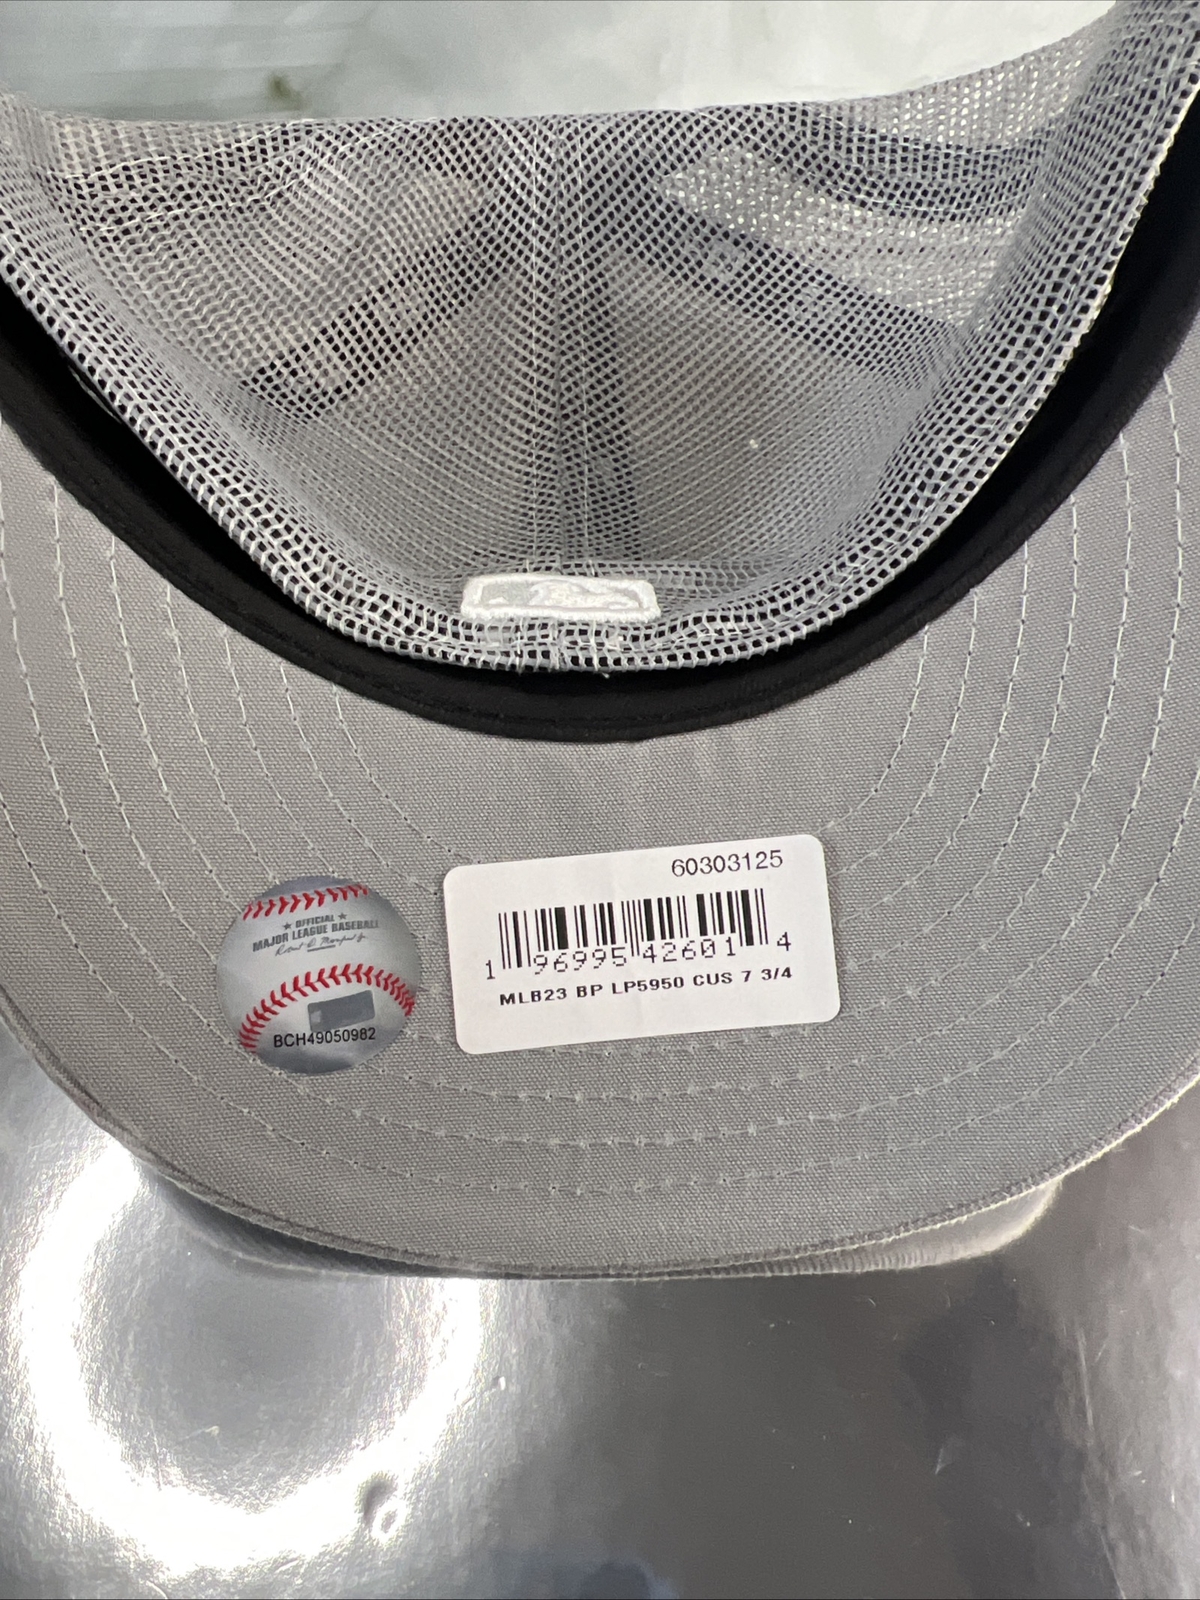 60303125
1 96995 42601 4
MLB23 BP LP5950 CUS 7 3/4
★ OFFICIAL ★
MAJOR LEAGUE BASEBALL
BCH49050982